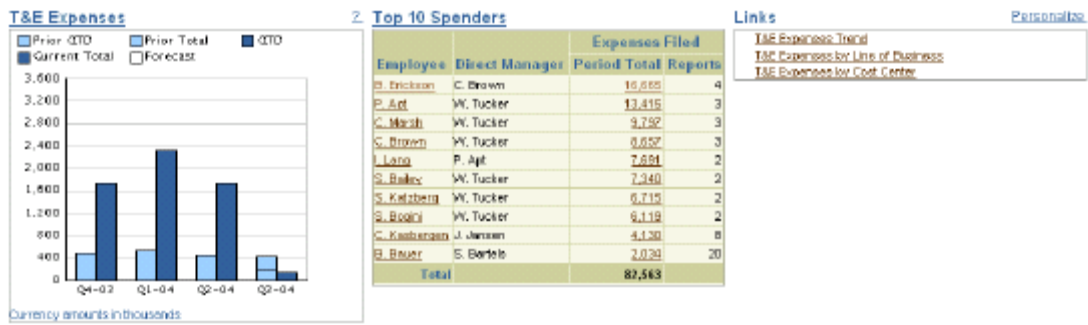 T&E Expenses
?
Prior QTD Prior Total QTD
Current Total Forecast
3,600
3,200
2,800
2,400
2,000
1,600
1,200
800
400
0
Q4-03 Q1-04 Q2-04 Q3-04
Currency amounts in thousands
Top 10 Spenders
Expenses Filed
Employee Direct Manager Period Total Reports
B. Erickson C. Brown 16,665 4
P. Apt W. Tucker 13,415 3
C. Marsh W. Tucker 9,797 3
C. Brown W. Tucker 8,657 3
I. Lang P. Apt 7,691 2
S. Bailey W. Tucker 7,340 2
S. Katzberg W. Tucker 6,715 2
S. Bogini W. Tucker 6,119 2
C. Kasbergen J. Jansen 4,130 8
B. Bauer S. Bartels 2,034 20
Total 82,563
Links
Personalize
T&E Expenses Trend
T&E Expenses by Line of Business
T&E Expenses by Cost Center